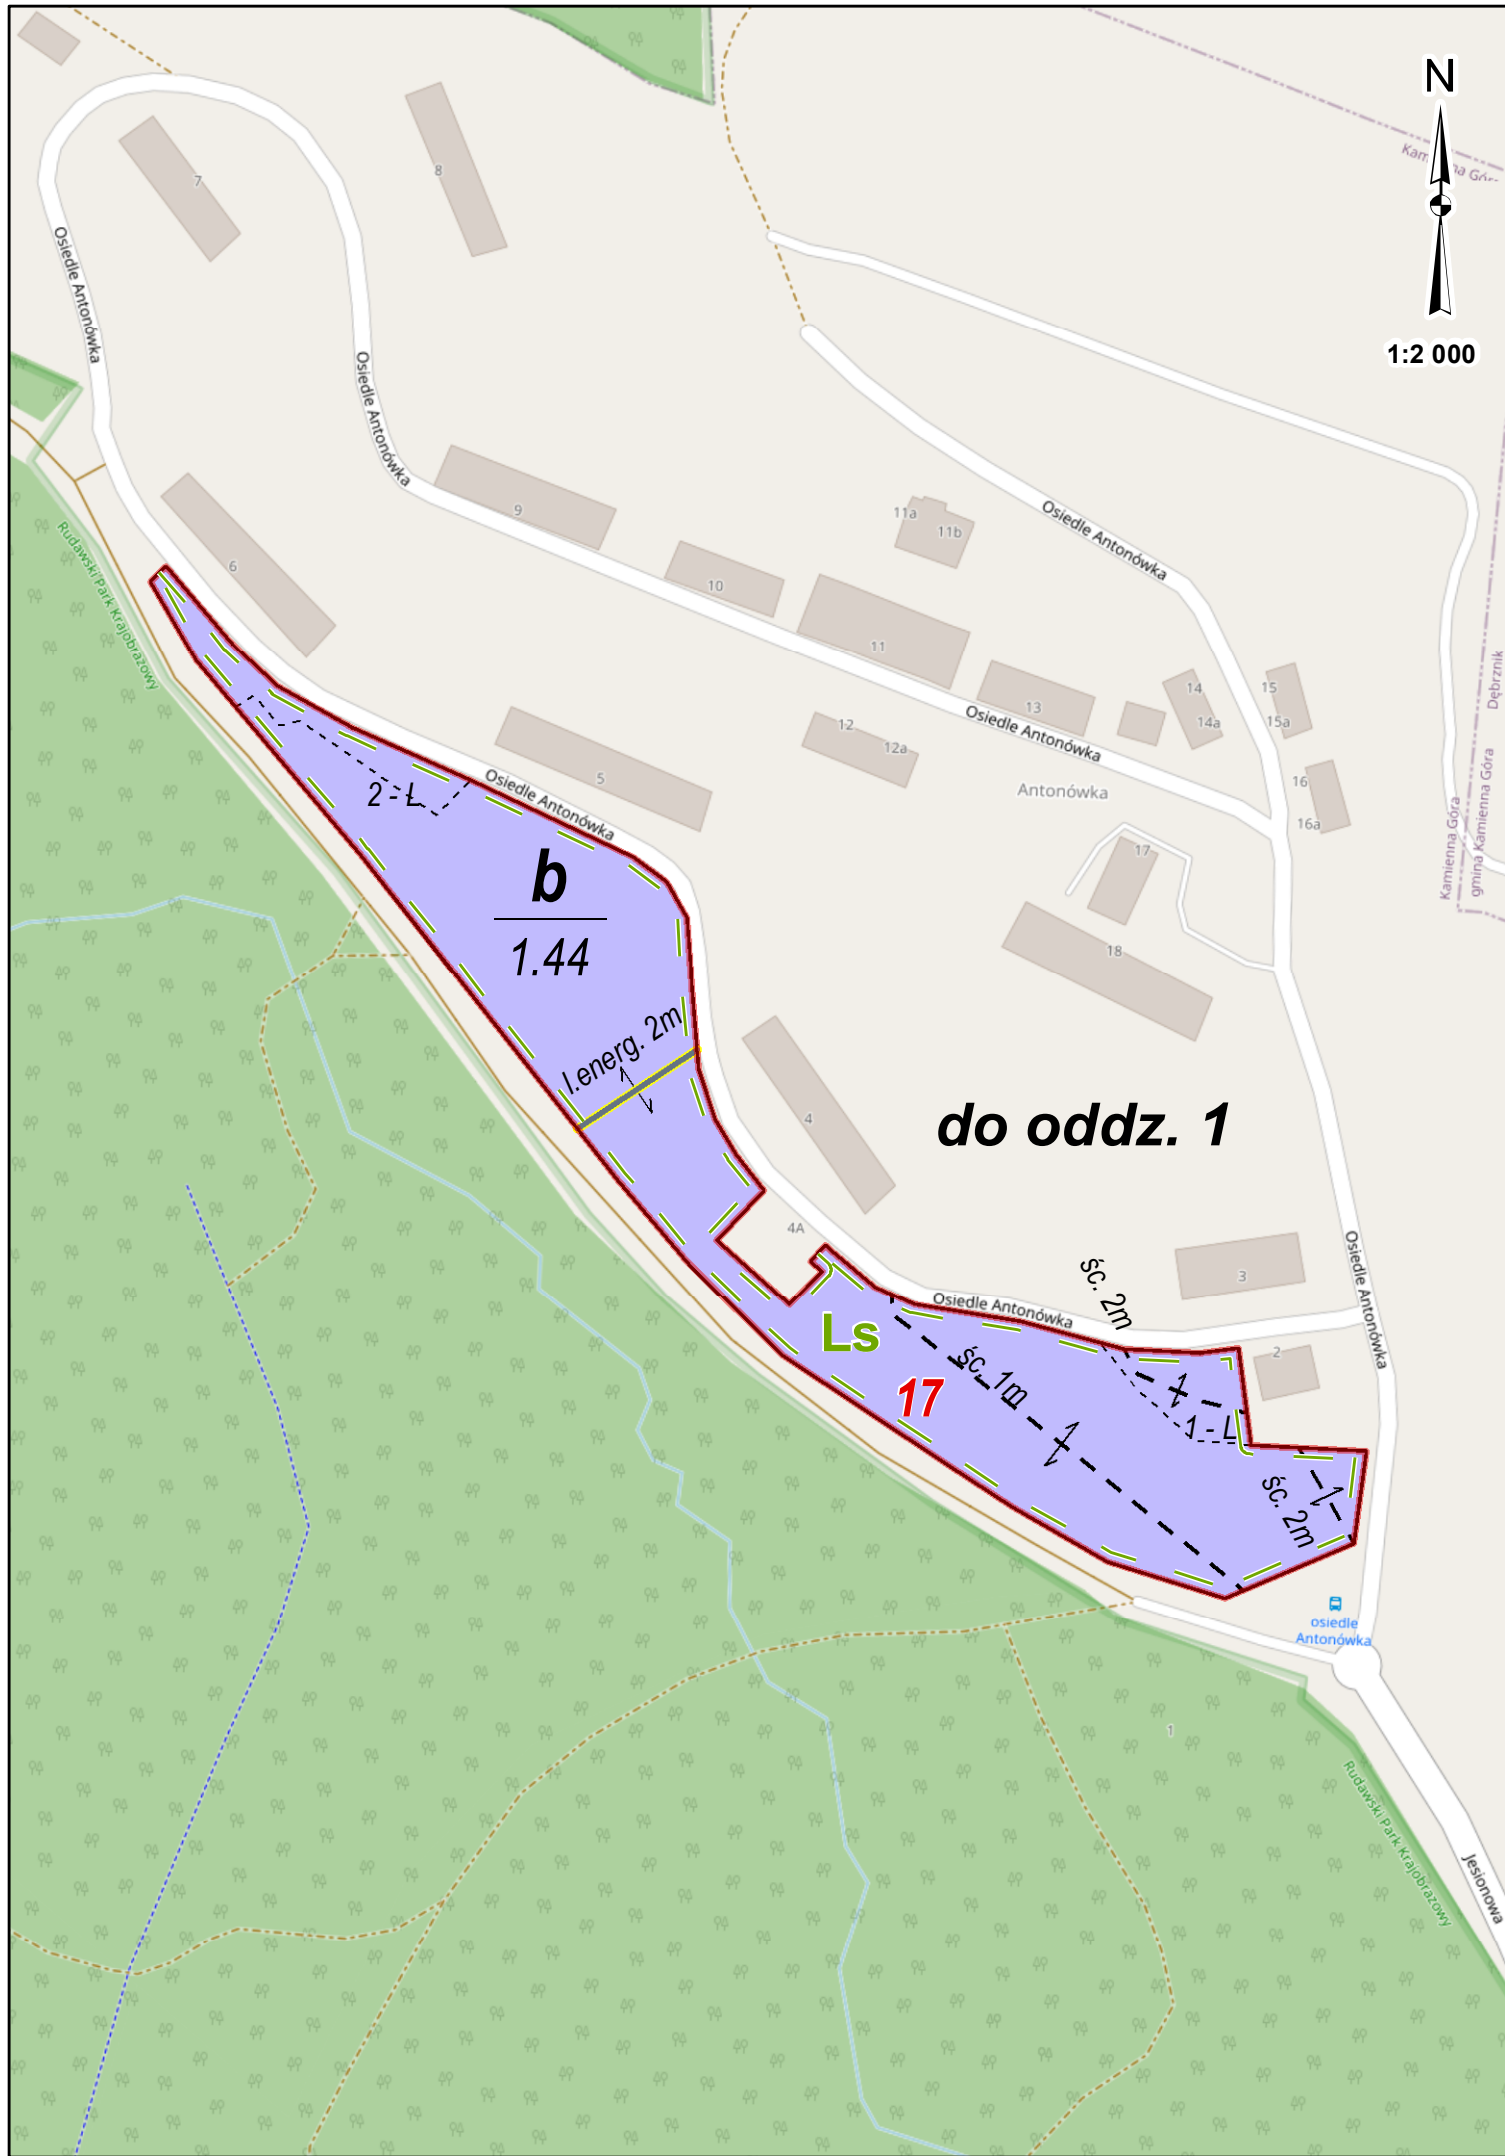 N
1:2 000
Kamienna Góra
7
8
Osiedle Antonówka
Osiedle Antonówka
9
11a
11b
Osiedle Antonówka
6
10
11
Rudawski Park Krajobrazowy
13
14
14a
15
15a
Dębrznik
12
12a
Osiedle Antonówka
5
Osiedle Antonówka
2 - L
Antonówka
16
16a
17
Kamienna Góra
gmina Kamienna Góra
b
1.44
18
l.energ. 2m
4
do oddz. 1
4A
3
Osiedle Antonówka
śc. 2m
Osiedle Antonówka
Ls
17
śc. 1m
2
1 - L
śc. 2m
osiedle
Antonówka
1
Rudawski Park Krajobrazowy
Jesionowa